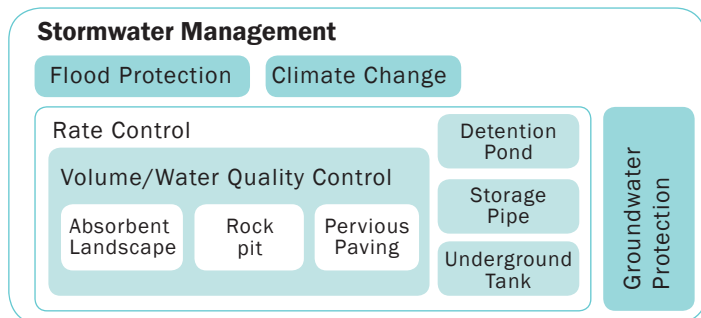 Stormwater Management
Flood Protection
Climate Change
Rate Control
Volume/Water Quality Control
Absorbent
Landscape
Rock
pit
Pervious
Paving
Detention
Pond
Storage
Pipe
Underground
Tank
Groundwater
Protection